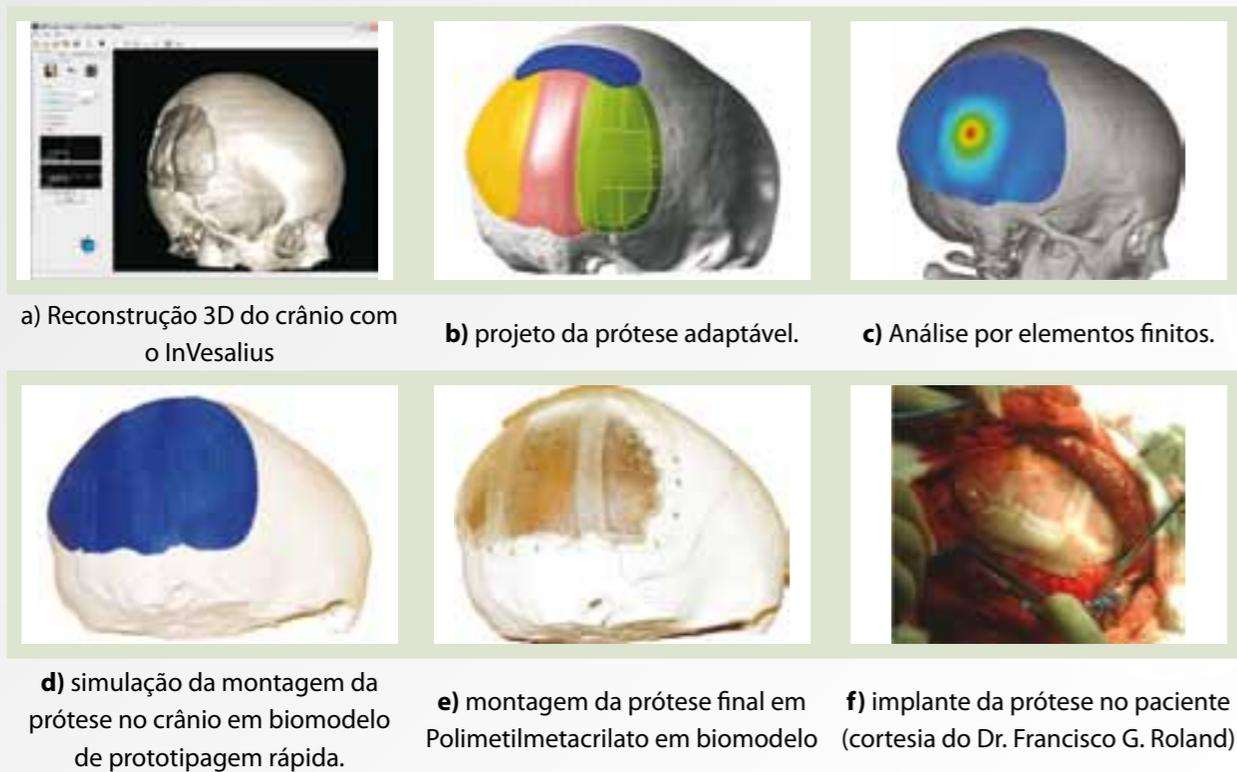 a) Reconstrução 3D do crânio com
o InVesalius
b) projeto da prótese adaptável.
c) Análise por elementos finitos.
d) simulação da montagem da
prótese no crânio em biomodelo
de prototipagem rápida.
e) montagem da prótese final em
Polimetilmetacrilato em biomodelo
f) implante da prótese no paciente
(cortesia do Dr. Francisco G. Roland)